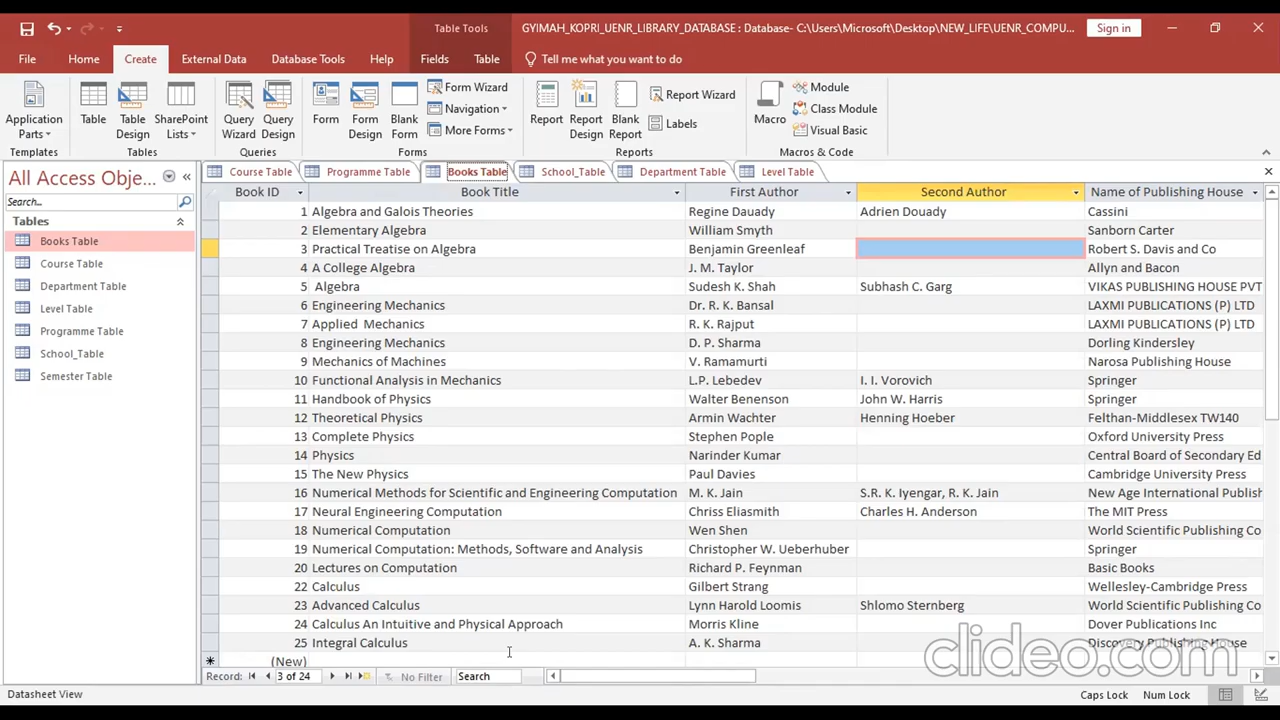 Table Tools
GYIMAH_KOPRI_UENR_LIBRARY_DATABASE : Database- C:\Users\Microsoft\Desktop\NEW_LIFE\UENR_COMPU...
Sign in
File Home Create External Data Database Tools Help Fields Table Tell me what you want to do
Application Parts
Templates
Table
Table Design
SharePoint Lists
Tables
Query Wizard
Query Design
Queries
Form
Form Design
Blank Form
Form Wizard
Navigation
More Forms
Forms
Report
Report Design
Blank Report
Report Wizard
Labels
Reports
Macro
Module
Class Module
Visual Basic
Macros & Code
All Access Obje...
Search...
Tables
Books Table
Course Table
Department Table
Level Table
Programme Table
School_Table
Semester Table
Course Table Programme Table Books Table School_Table Department Table Level Table
Book ID Book Title First Author Second Author Name of Publishing House
1 Algebra and Galois Theories Regine Dauady Adrien Douady Cassini
2 Elementary Algebra William Smyth Sanborn Carter
3 Practical Treatise on Algebra Benjamin Greenleaf Robert S. Davis and Co
4 A College Algebra J. M. Taylor Allyn and Bacon
5 Algebra Sudesh K. Shah Subhash C. Garg VIKAS PUBLISHING HOUSE PVT
6 Engineering Mechanics Dr. R. K. Bansal LAXMI PUBLICATIONS (P) LTD
7 Applied Mechanics R. K. Rajput LAXMI PUBLICATIONS (P) LTD
8 Engineering Mechanics D. P. Sharma Dorling Kindersley
9 Mechanics of Machines V. Ramamurti Narosa Publishing House
10 Functional Analysis in Mechanics L.P. Lebedev I. I. Vorovich Springer
11 Handbook of Physics Walter Benenson John W. Harris Springer
12 Theoretical Physics Armin Wachter Henning Hoeber Felthan-Middlesex TW140
13 Complete Physics Stephen Pople Oxford University Press
14 Physics Narinder Kumar Central Board of Secondary Ed
15 The New Physics Paul Davies Cambridge University Press
16 Numerical Methods for Scientific and Engineering Computation M. K. Jain S.R. K. Iyengar, R. K. Jain New Age International Publish
17 Neural Engineering Computation Chriss Eliasmith Charles H. Anderson The MIT Press
18 Numerical Computation Wen Shen World Scientific Publishing Co
19 Numerical Computation: Methods, Software and Analysis Christopher W. Ueberhuber Springer
20 Lectures on Computation Richard P. Feynman Basic Books
22 Calculus Gilbert Strang Wellesley-Cambridge Press
23 Advanced Calculus Lynn Harold Loomis Shlomo Sternberg World Scientific Publishing Co
24 Calculus An Intuitive and Physical Approach Morris Kline Dover Publications Inc
25 Integral Calculus A. K. Sharma Discovery Publishing House
(New)
Record: 3 of 24 No Filter Search
clideo.com
Datasheet View Caps Lock Num Lock